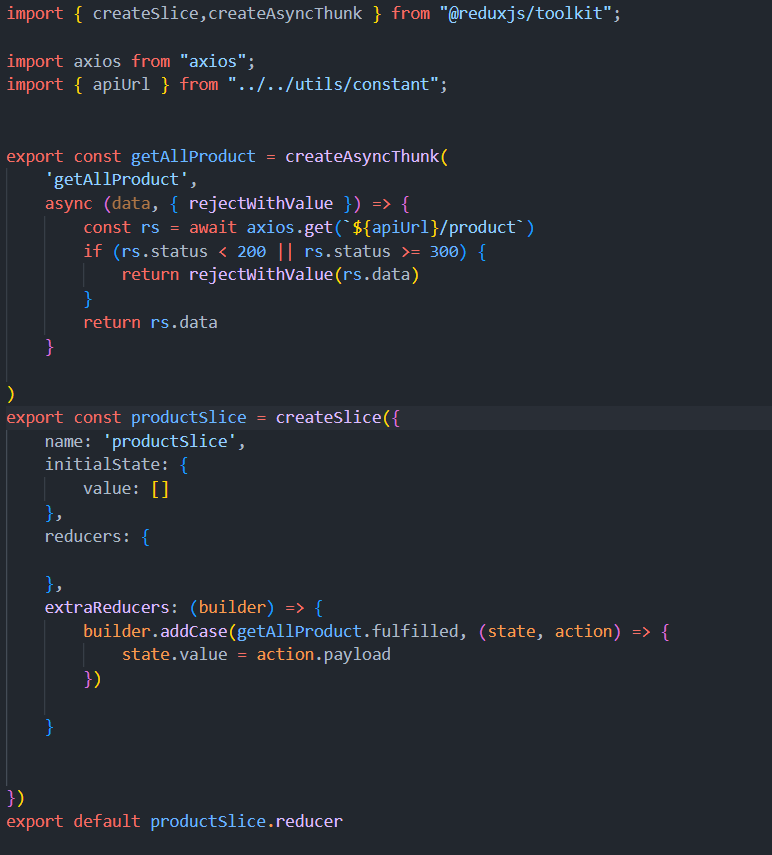 import { createSlice,createAsyncThunk } from "@reduxjs/toolkit";
import axios from "axios";
import { apiUrl } from "../../utils/constant";
export const getAllProduct = createAsyncThunk(
    'getAllProduct',
    async (data, { rejectWithValue }) => {
        const rs = await axios.get(`${apiUrl}/product`)
        if (rs.status < 200 || rs.status >= 300) {
            return rejectWithValue(rs.data)
        }
        return rs.data
    }
)
export const productSlice = createSlice({
    name: 'productSlice',
    initialState: {
        value: []
    },
    reducers: {
    },
    extraReducers: (builder) => {
        builder.addCase(getAllProduct.fulfilled, (state, action) => {
            state.value = action.payload
        })
    }
})
export default productSlice.reducer